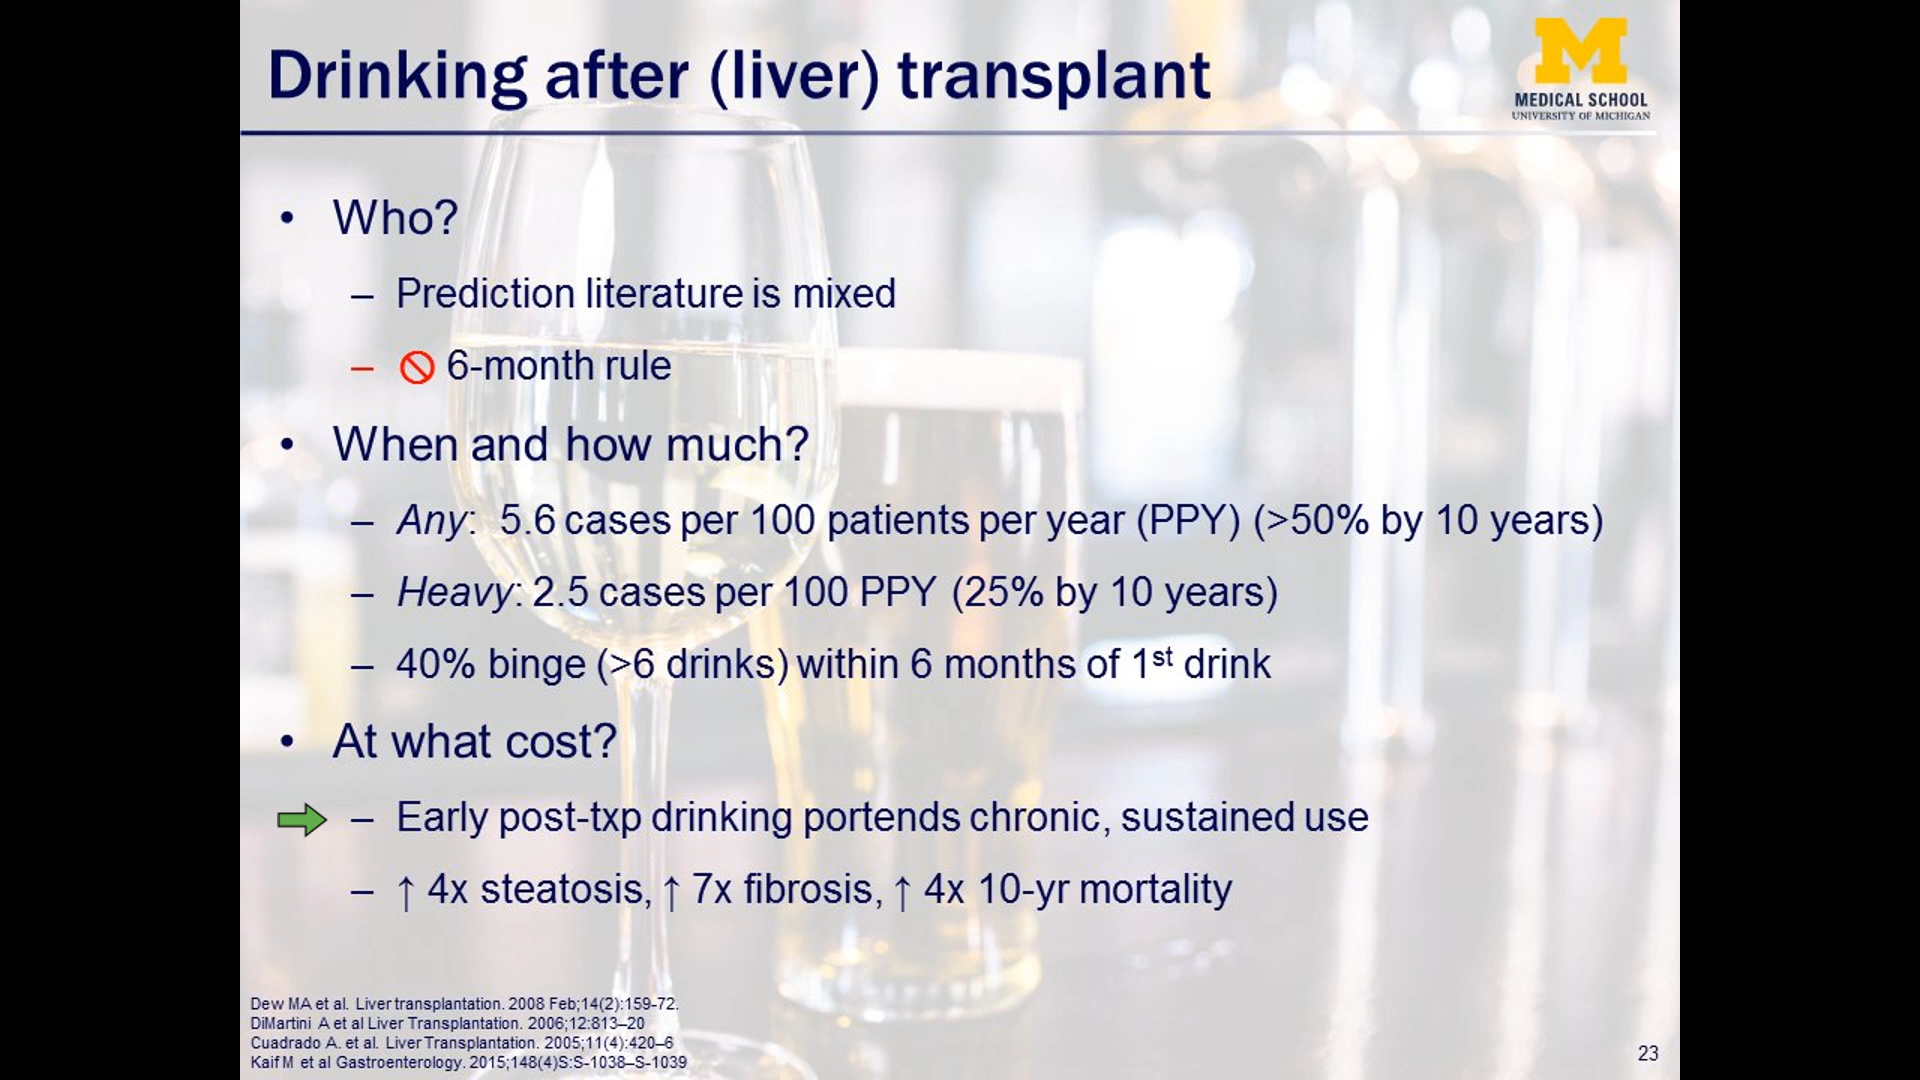 Drinking after (liver) transplant
M
MEDICAL SCHOOL
UNIVERSITY OF MICHIGAN
• Who?
– Prediction literature is mixed
– 🚫 6-month rule
• When and how much?
– Any: 5.6 cases per 100 patients per year (PPY) (>50% by 10 years)
– Heavy: 2.5 cases per 100 PPY (25% by 10 years)
– 40% binge (>6 drinks) within 6 months of 1st drink
• At what cost?
– Early post-txp drinking portends chronic, sustained use
– ↑ 4x steatosis, ↑ 7x fibrosis, ↑ 4x 10-yr mortality
Dew MA et al. Liver transplantation. 2008 Feb;14(2):159-72.
DiMartini A et al Liver Transplantation. 2006;12:813–20
Cuadrado A. et al. Liver Transplantation. 2005;11(4):420–6
Kaif M et al Gastroenterology. 2015;148(4)S:S-1038–S-1039
23